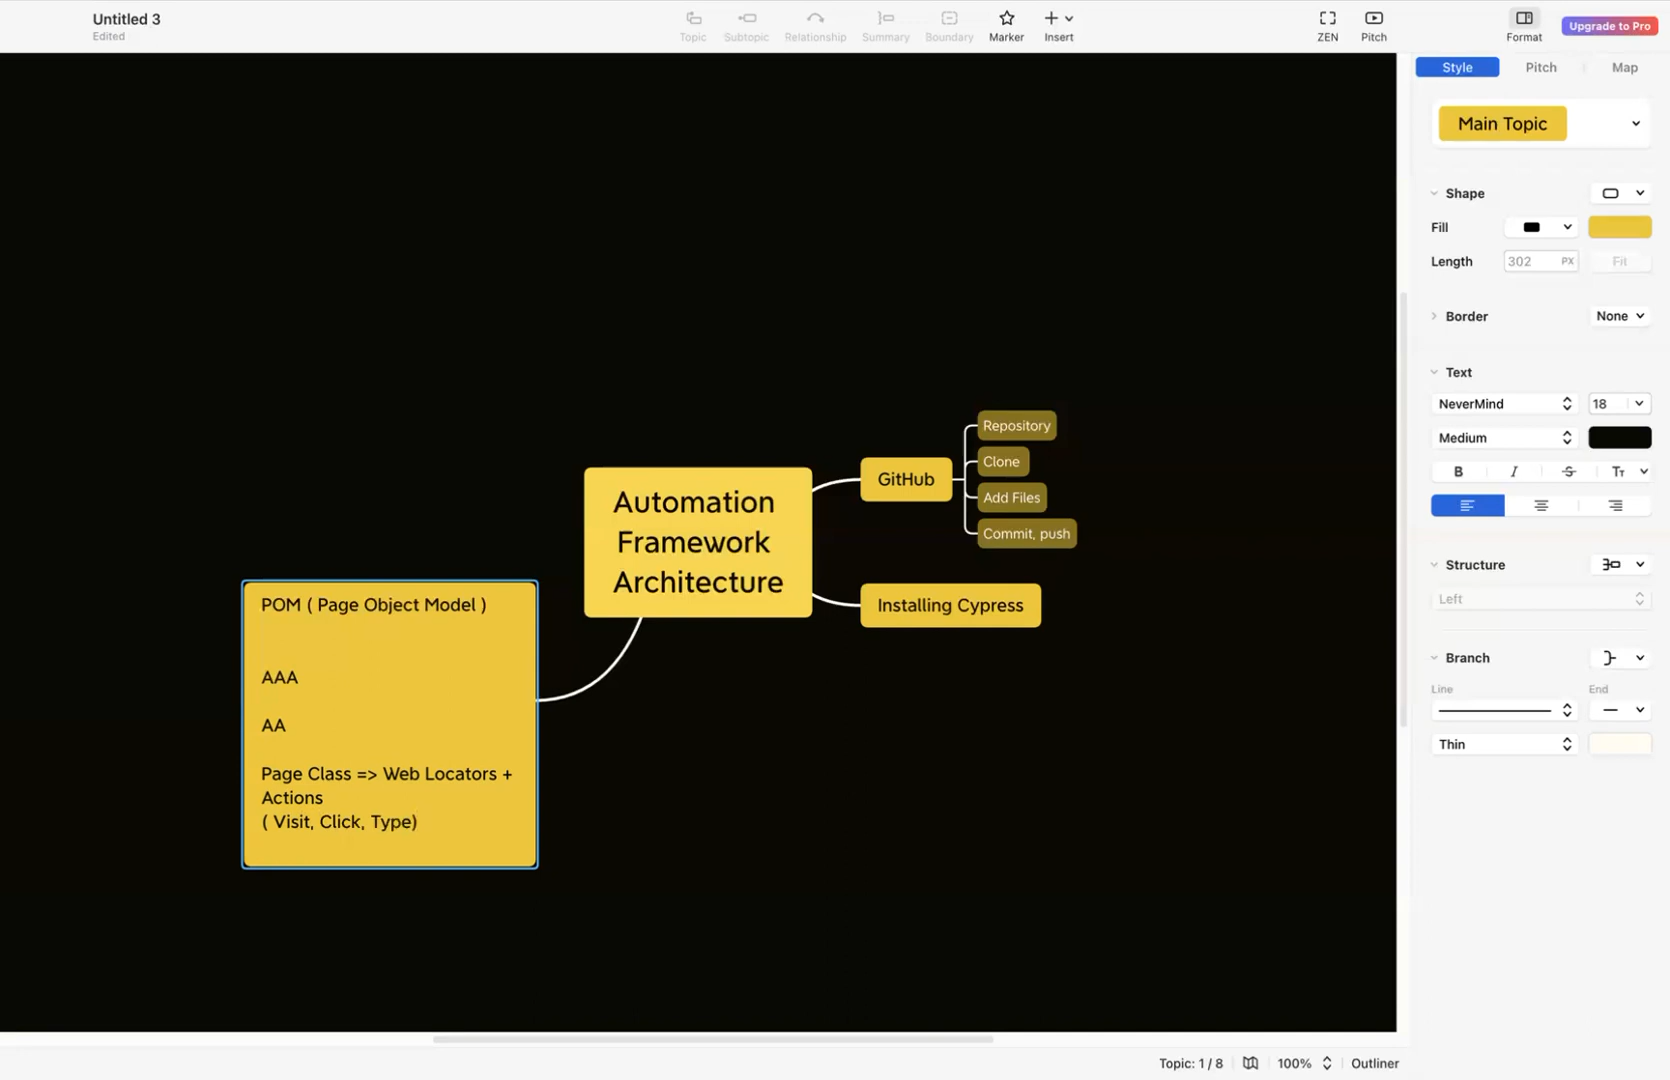 Untitled 3
Edited
Topic
Subtopic
Relationship
Summary
Boundary
Marker
Insert
ZEN
Pitch
Format
Upgrade to Pro
Style
Pitch
Map
Main Topic
Shape
Fill
Length
302
PX
Fit
Border
None
Text
NeverMind
18
Medium
B
I
S
TT
Structure
Left
Branch
Line
End
Thin
Automation
Framework
Architecture
GitHub
Repository
Clone
Add Files
Commit, push
Installing Cypress
POM ( Page Object Model )
AAA
AA
Page Class => Web Locators +
Actions
( Visit, Click, Type)
Topic: 1 / 8
100%
Outliner